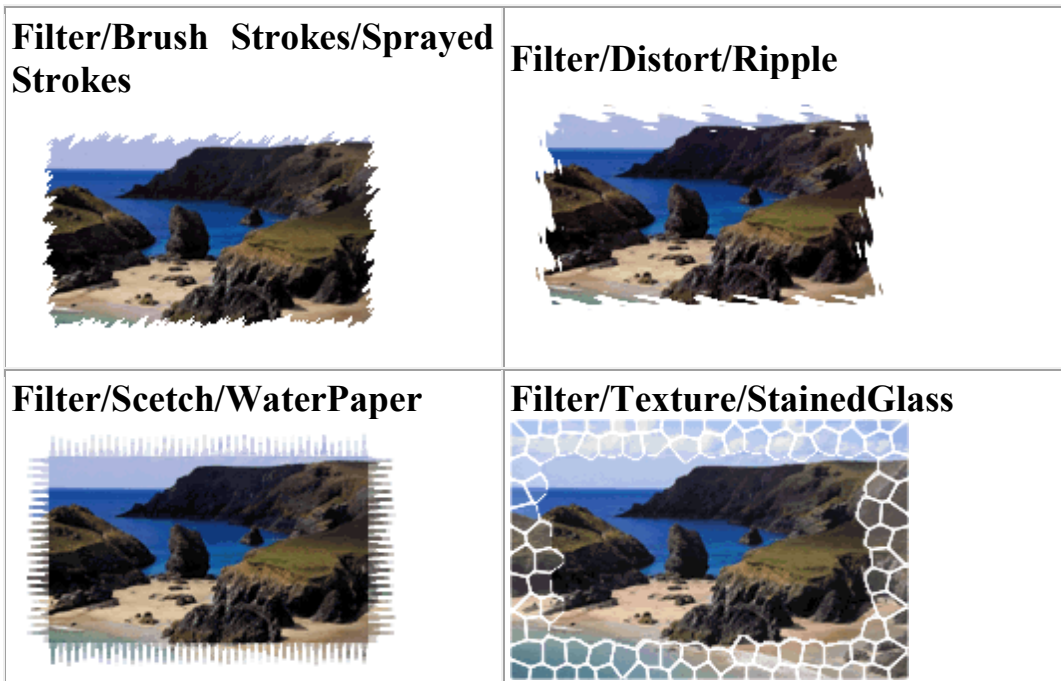 Filter/Brush Strokes/Sprayed
Strokes
Filter/Distort/Ripple
Filter/Scetch/WaterPaper
Filter/Texture/StainedGlass